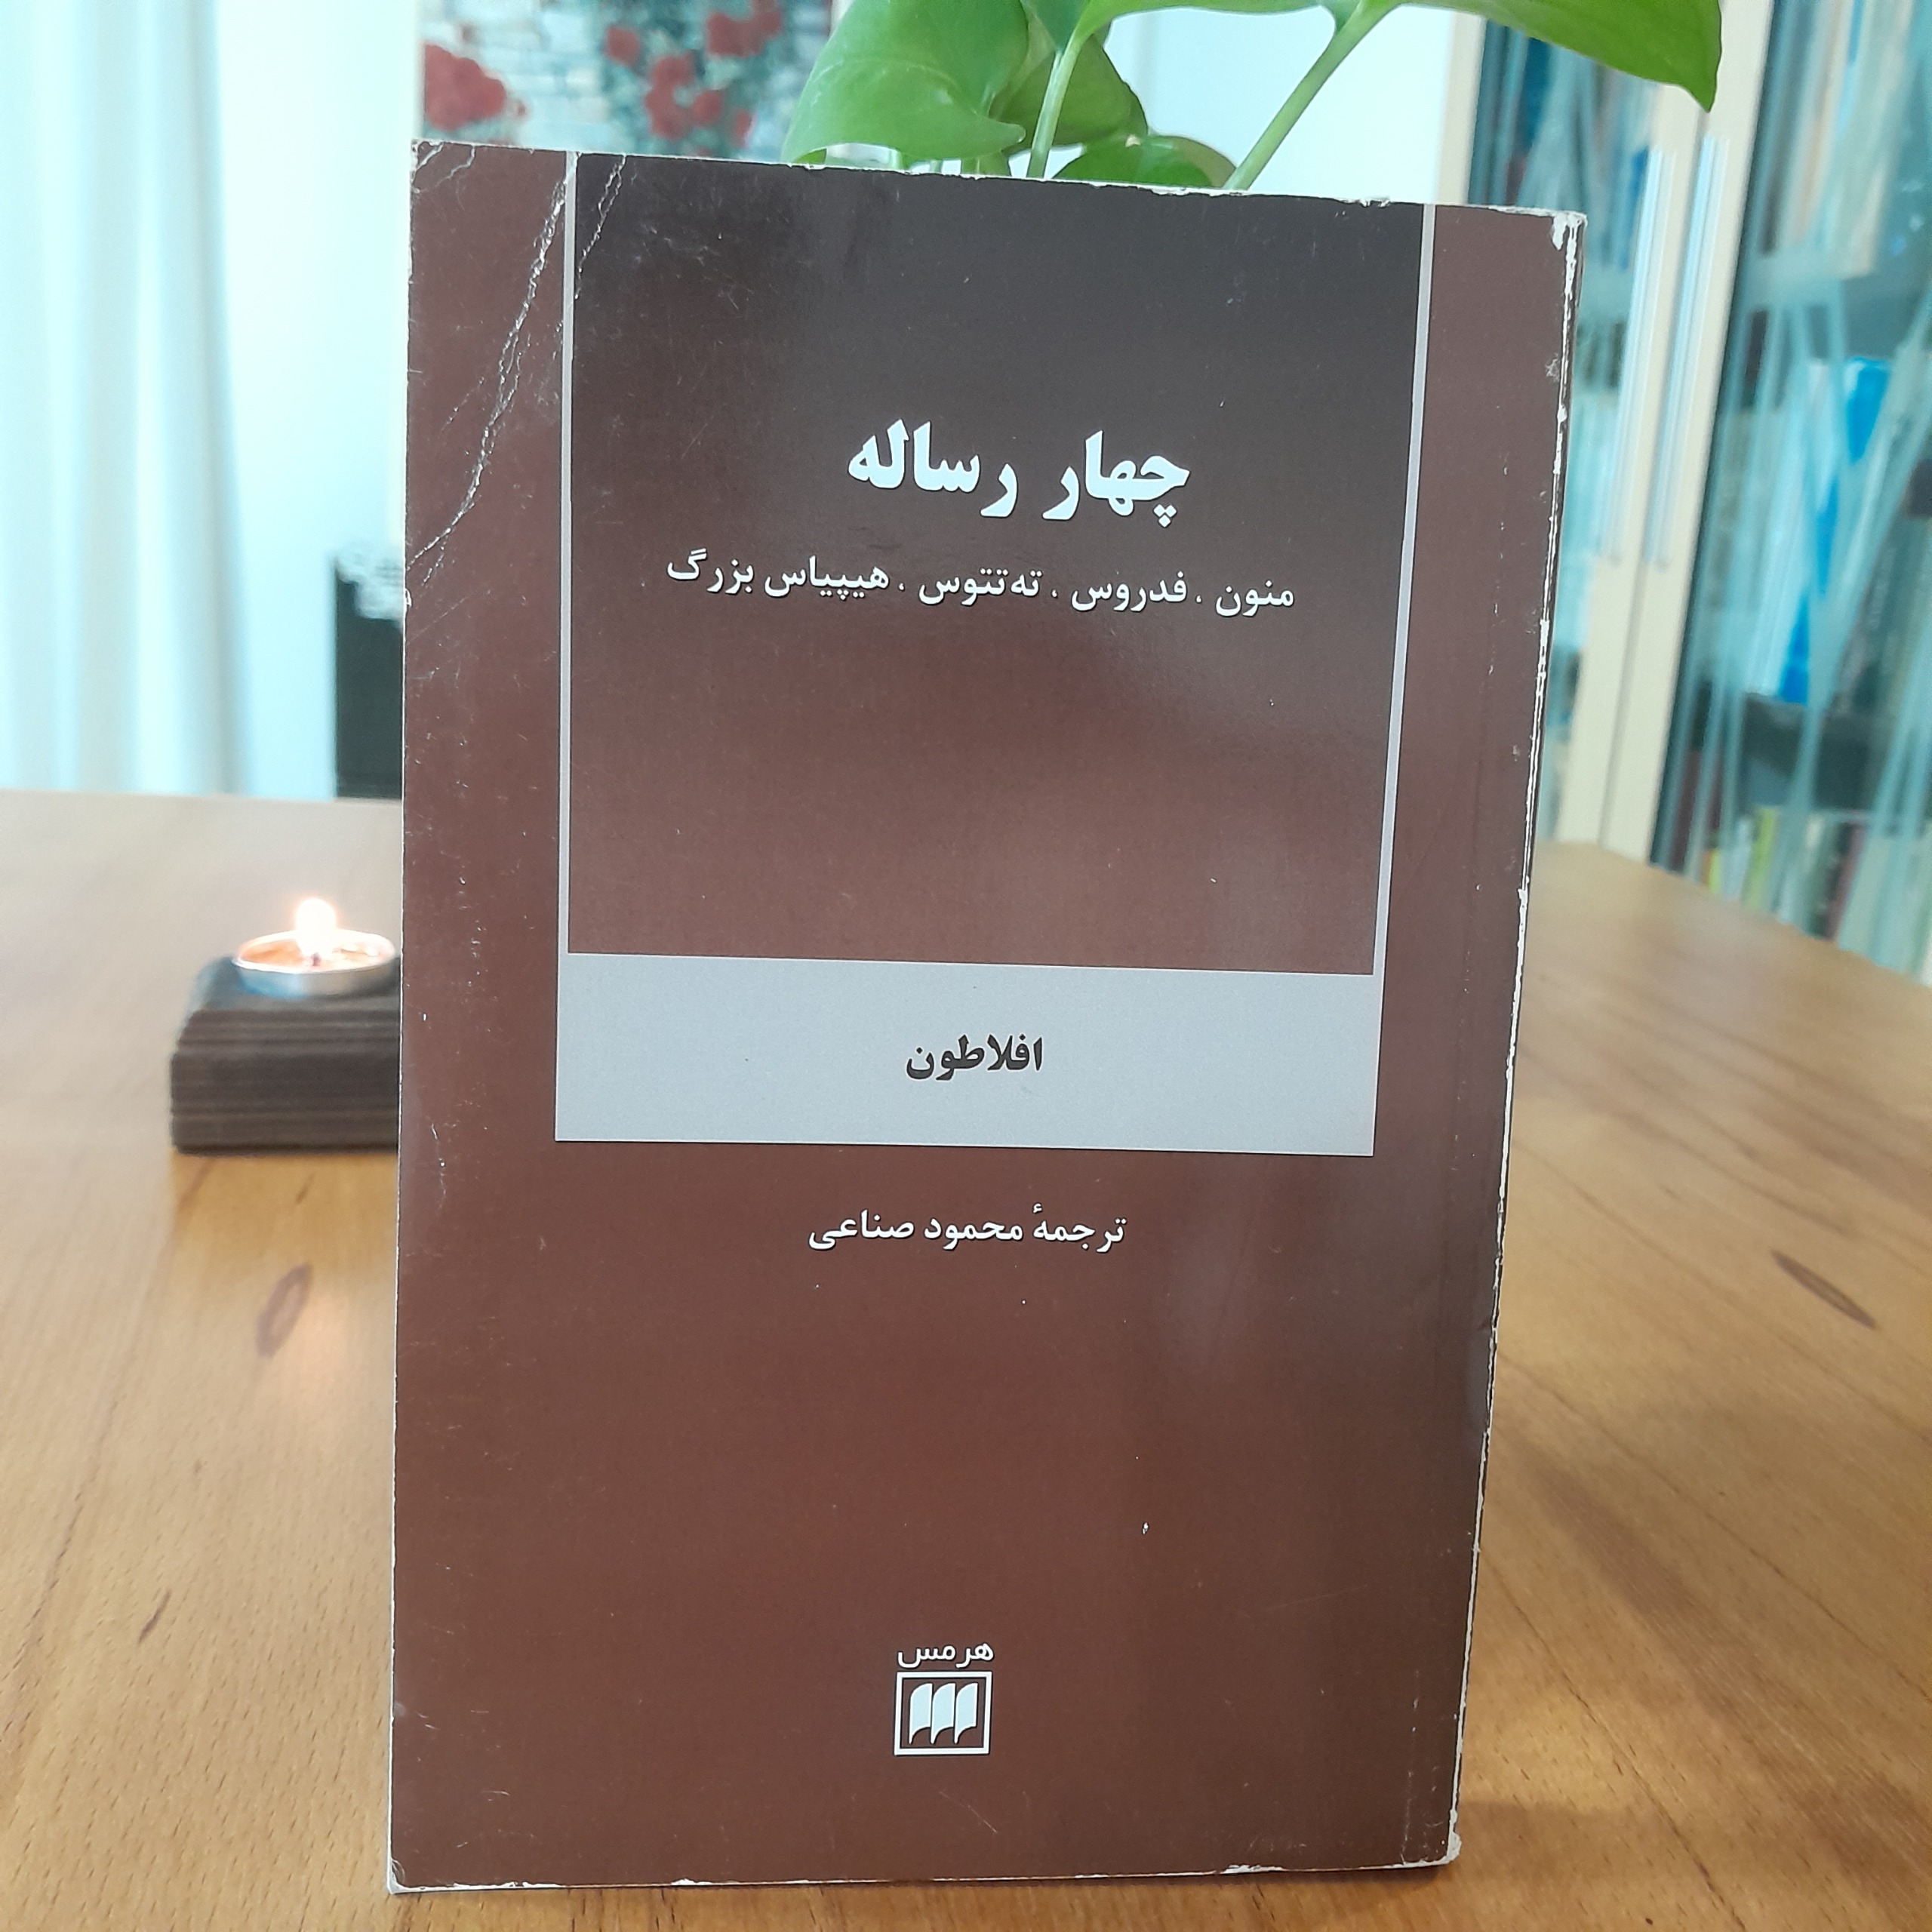 چهار رساله
منون . فدروس . ته‌تتوس . هیپیاس بزرگ
افلاطون
ترجمهٔ محمود صناعی
هرمس